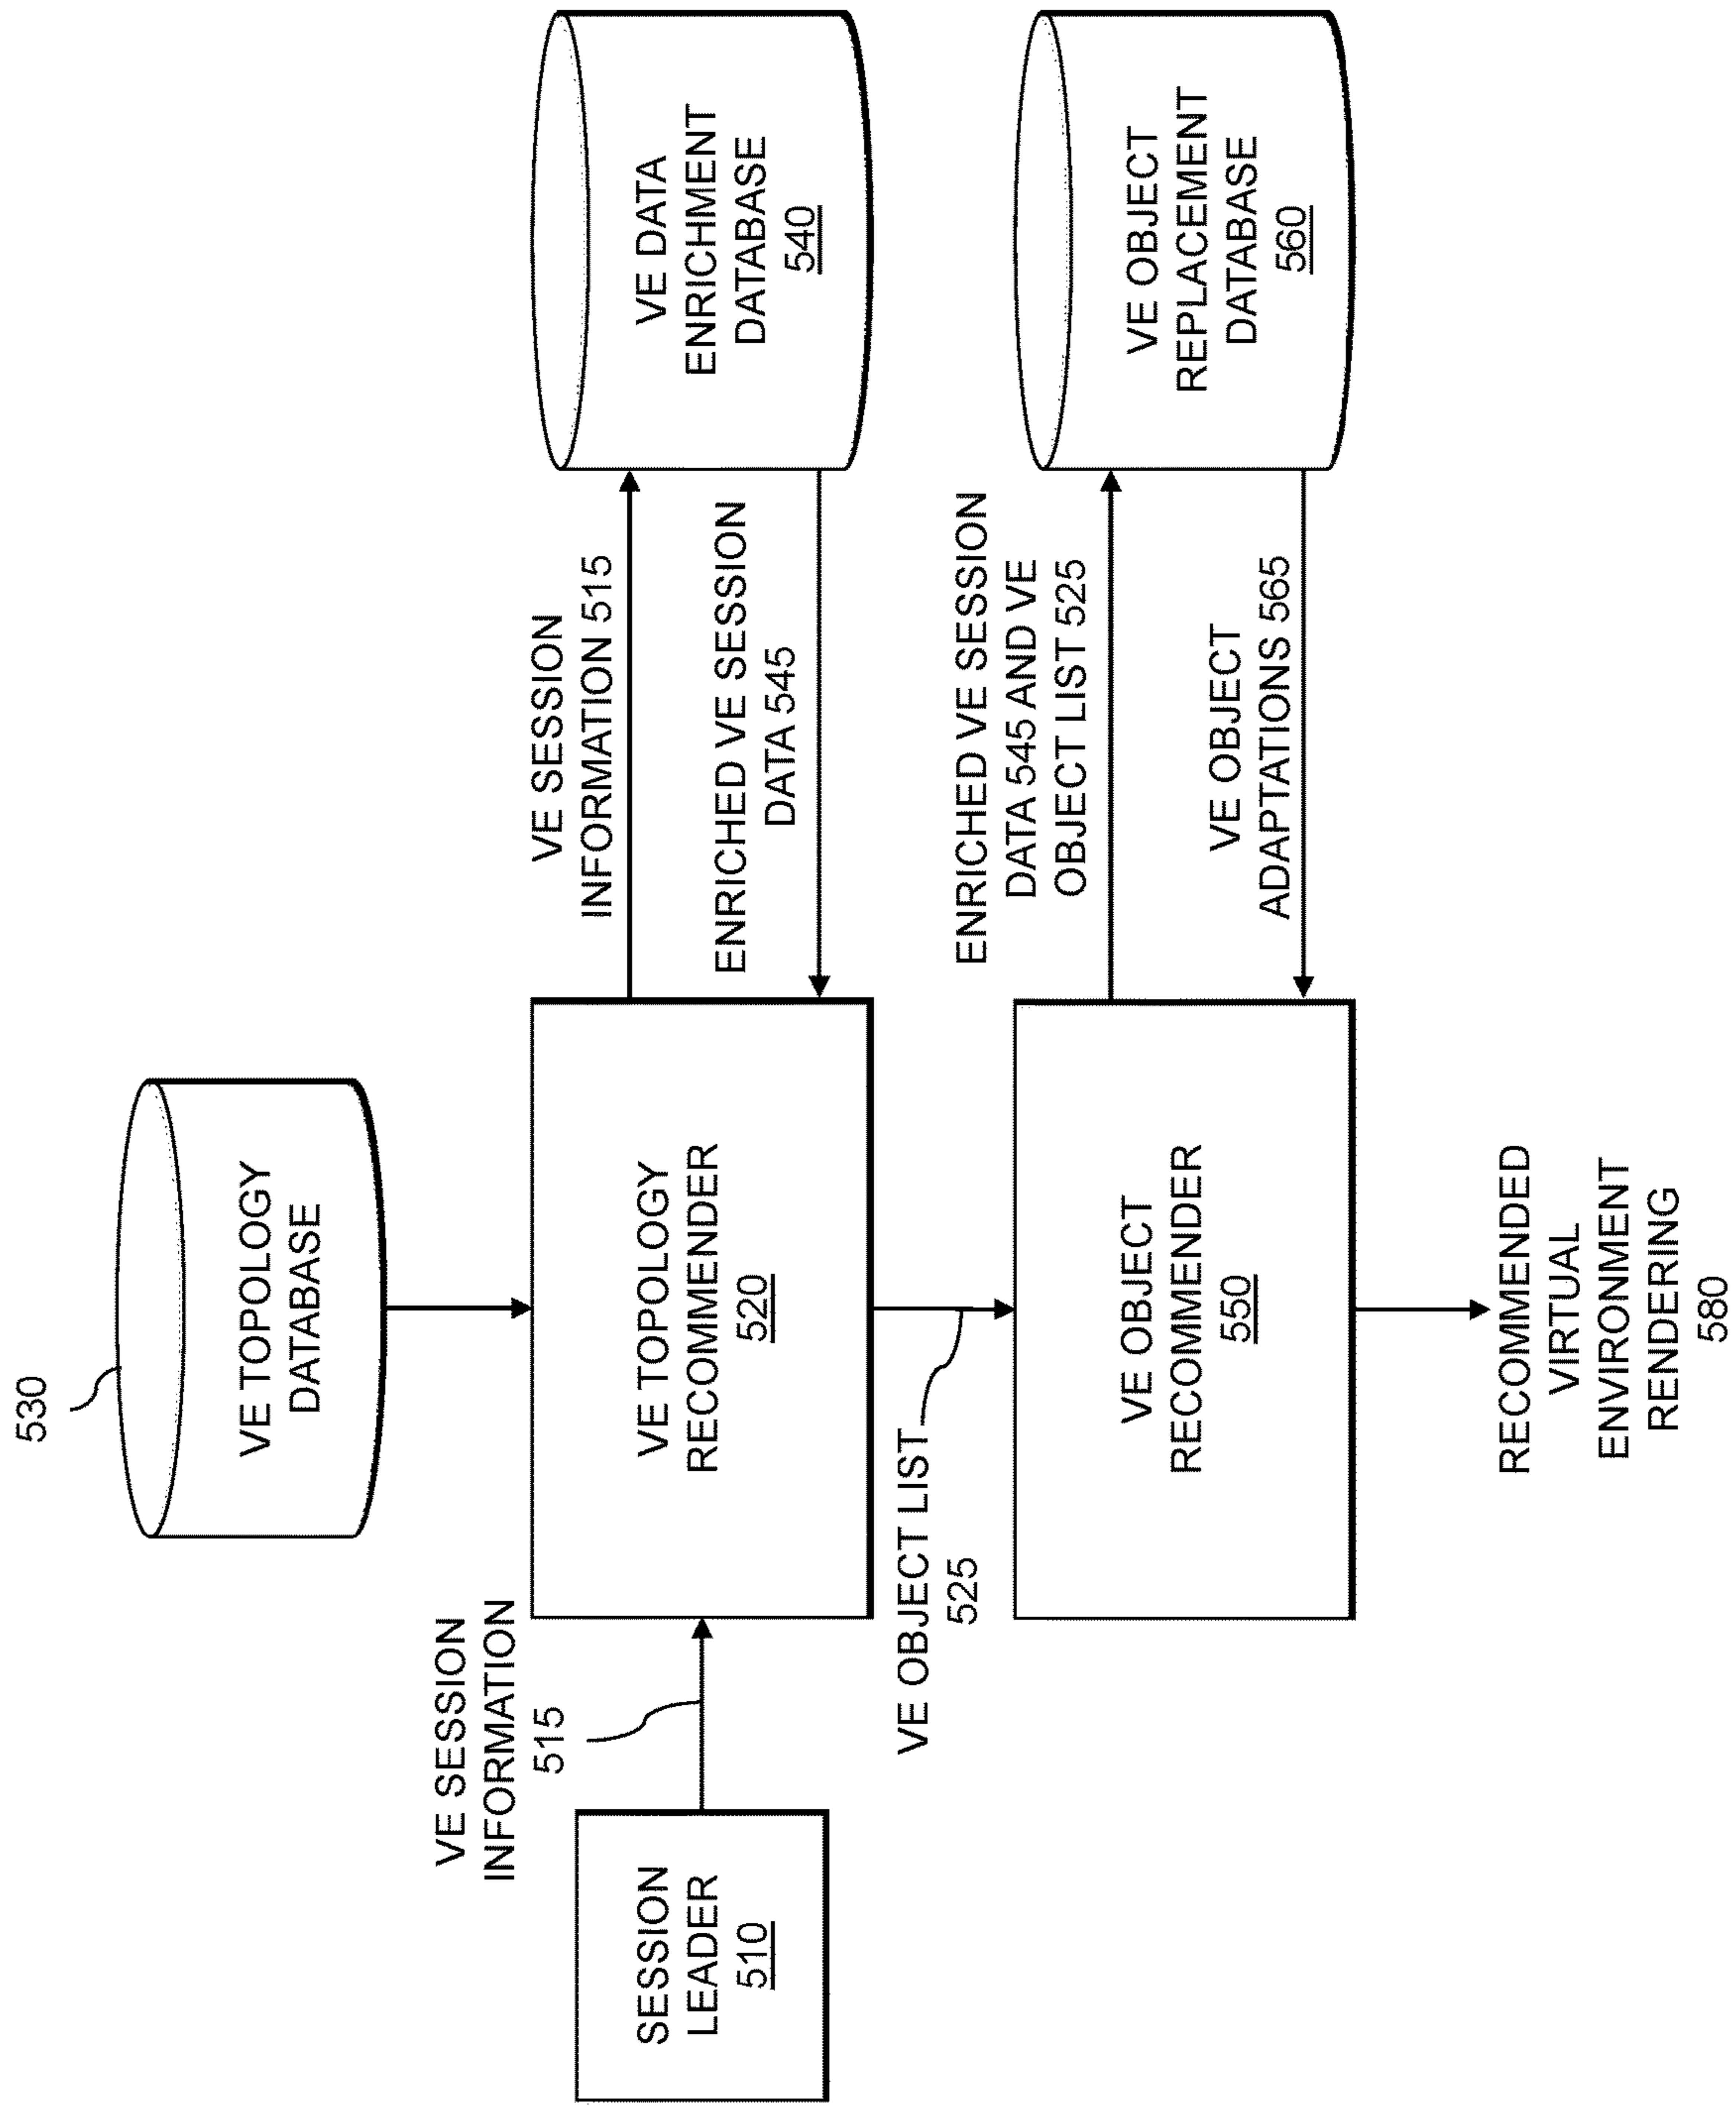 530
VE TOPOLOGY
DATABASE
VE SESSION
INFORMATION
515
SESSION
LEADER
510
VE TOPOLOGY
RECOMMENDER
520
VE SESSION
INFORMATION 515
ENRICHED VE SESSION
DATA 545
VE DATA
ENRICHMENT
DATABASE
540
VE OBJECT LIST
525
VE OBJECT
RECOMMENDER
550
ENRICHED VE SESSION
DATA 545 AND VE
OBJECT LIST 525
VE OBJECT
ADAPTATIONS 565
VE OBJECT
REPLACEMENT
DATABASE
560
RECOMMENDED
VIRTUAL
ENVIRONMENT
RENDERING
580